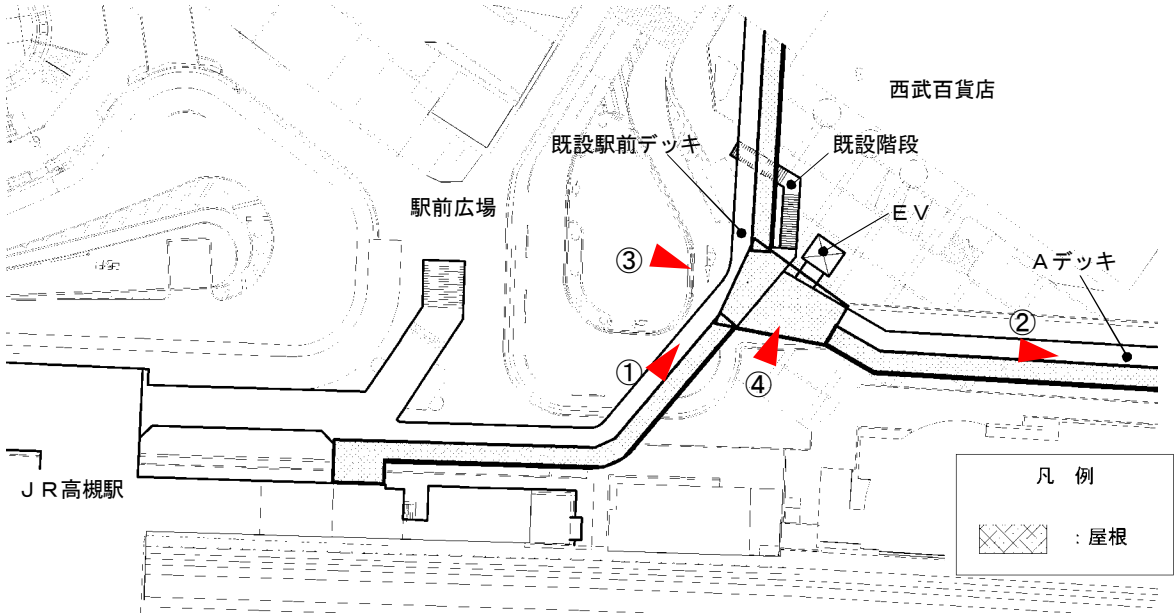 西武百貨店
既設駅前デッキ
既設階段
駅前広場
ＥＶ
③
Ａデッキ
②
①
④
ＪＲ高槻駅
凡 例
：屋根